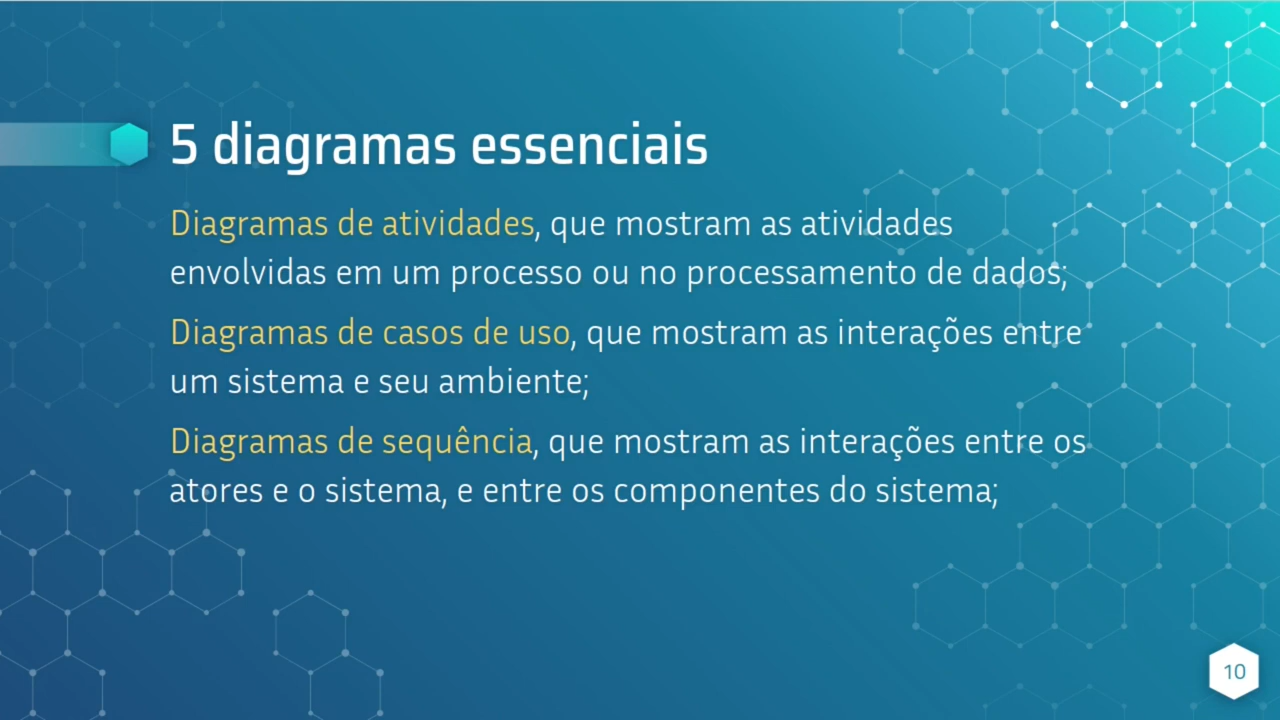 5 diagramas essenciais
Diagramas de atividades, que mostram as atividades
envolvidas em um processo ou no processamento de dados;
Diagramas de casos de uso, que mostram as interações entre
um sistema e seu ambiente;
Diagramas de sequência, que mostram as interações entre os
atores e o sistema, e entre os componentes do sistema;
10